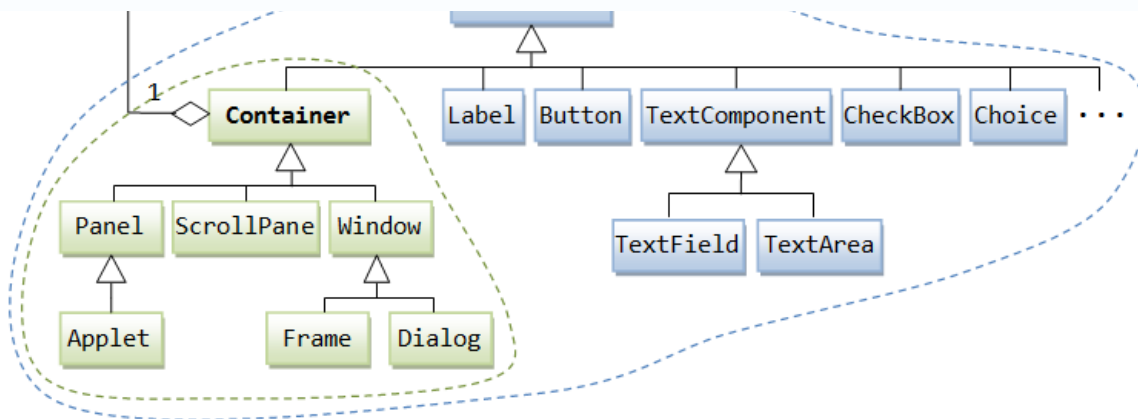 1
Container Label Button TextComponent CheckBox Choice ...
Panel ScrollPane Window
TextField TextArea
Applet Frame Dialog